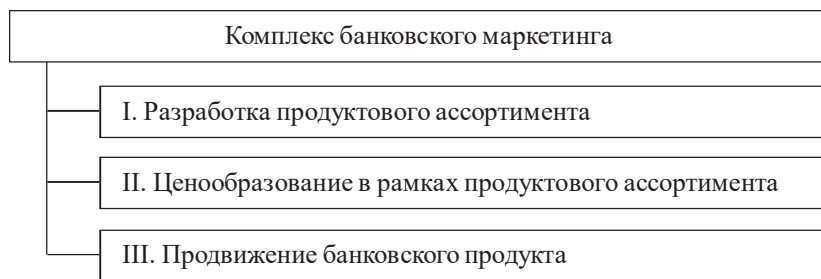 Комплекс банковского маркетинга
I. Разработка продуктового ассортимента
II. Ценообразование в рамках продуктового ассортимента
III. Продвижение банковского продукта